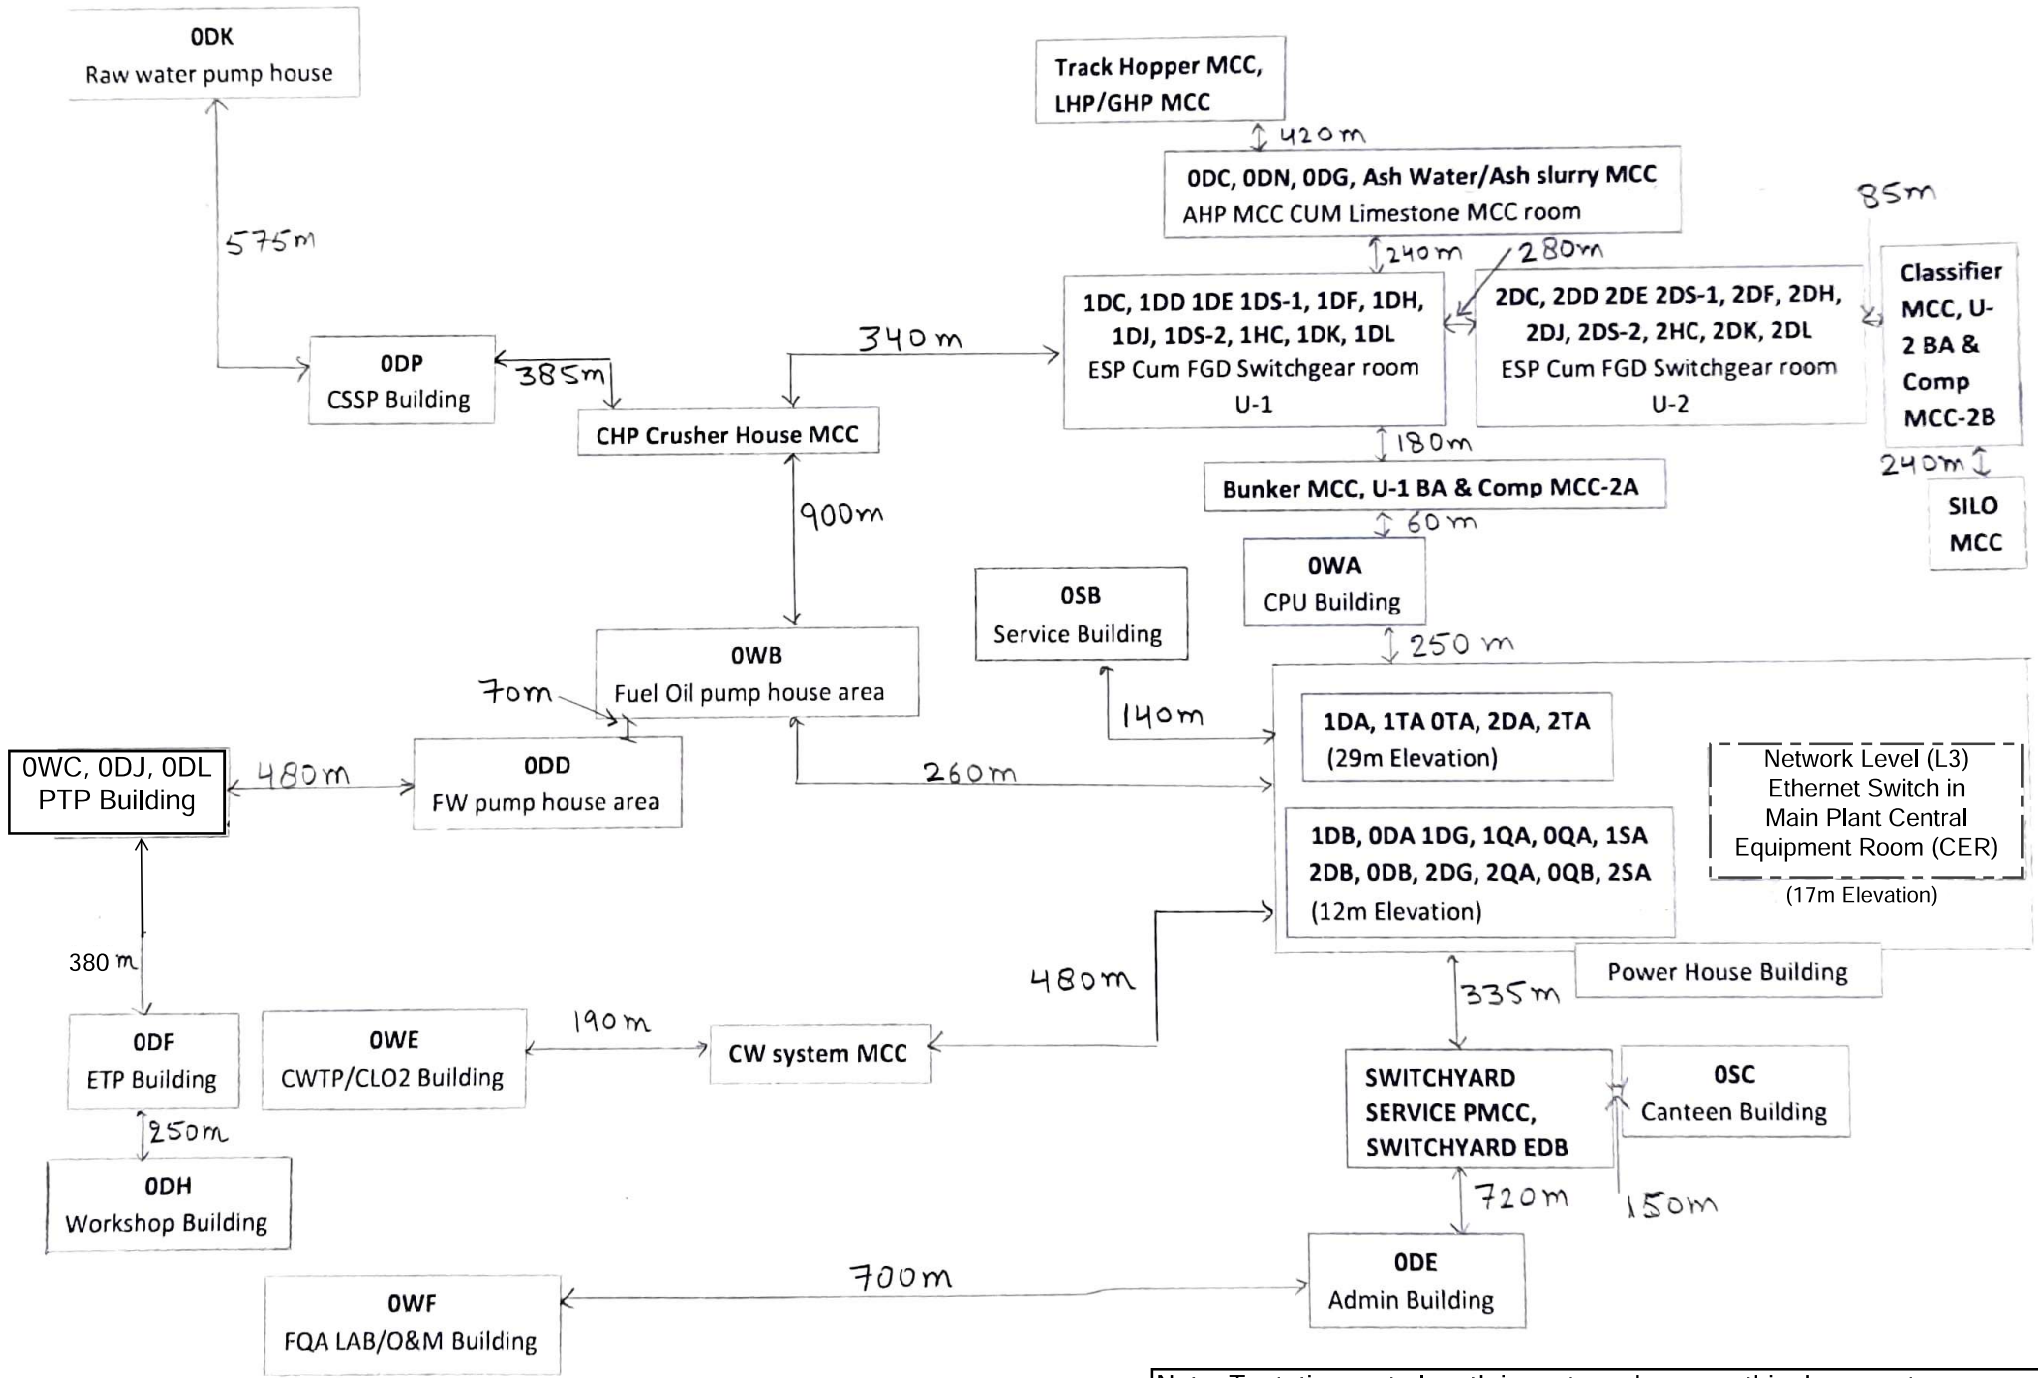 0DK
Raw water pump house
575m
0DP
CSSP Building
385m
CHP Crusher House MCC
340m
900m
Track Hopper MCC,
LHP/GHP MCC
420m
0DC, 0DN, 0DG, Ash Water/Ash slurry MCC
AHP MCC CUM Limestone MCC room
240m
280m
85m
1DC, 1DD 1DE 1DS-1, 1DF, 1DH,
1DJ, 1DS-2, 1HC, 1DK, 1DL
ESP Cum FGD Switchgear room
U-1
2DC, 2DD 2DE 2DS-1, 2DF, 2DH,
2DJ, 2DS-2, 2HC, 2DK, 2DL
ESP Cum FGD Switchgear room
U-2
Classifier
MCC, U-
2 BA &
Comp
MCC-2B
240m
SILO
MCC
180m
Bunker MCC, U-1 BA & Comp MCC-2A
60m
0WA
CPU Building
250m
0SB
Service Building
140m
0WB
Fuel Oil pump house area
70m
260m
0WC, 0DJ, 0DL
PTP Building
480m
0DD
FW pump house area
1DA, 1TA 0TA, 2DA, 2TA
(29m Elevation)
1DB, 0DA 1DG, 1QA, 0QA, 1SA
2DB, 0DB, 2DG, 2QA, 0QB, 2SA
(12m Elevation)
Network Level (L3)
Ethernet Switch in
Main Plant Central
Equipment Room (CER)
(17m Elevation)
Power House Building
380 m
0DF
ETP Building
250m
0DH
Workshop Building
0WE
CWTP/CLO2 Building
190m
CW system MCC
480m
335m
SWITCHYARD
SERVICE PMCC,
SWITCHYARD EDB
0SC
Canteen Building
150m
720m
0DE
Admin Building
700m
0WF
FQA LAB/O&M Building